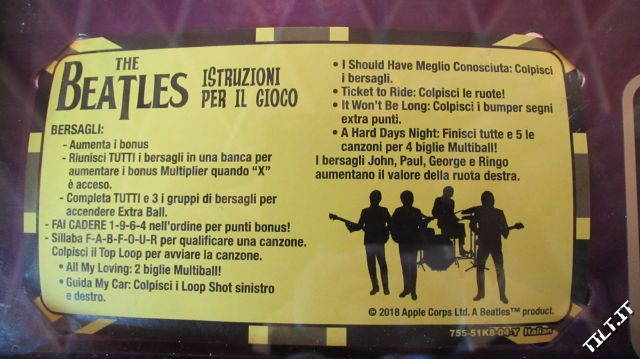 THE
BEATLES
ISTRUZIONI
PER IL GIOCO
BERSAGLI:
- Aumenta i bonus
- Riunisci TUTTI i bersagli in una banca per
aumentare i bonus Multiplier quando "X"
è acceso.
- Completa TUTTI e 3 i gruppi di bersagli per
accendere Extra Ball.
- FAI CADERE 1-9-6-4 nell'ordine per punti bonus!
- Sillaba F-A-B-F-O-U-R per qualificare una canzone.
Colpisci il Top Loop per avviare la canzone.
• All My Loving: 2 biglie Multiball!
• Guida My Car: Colpisci i Loop Shot sinistro
e destro.
• I Should Have Meglio Conosciuta: Colpisci
i bersagli.
• Ticket to Ride: Colpisci le ruote!
• It Won't Be Long: Colpisci i bumper segni
extra punti.
• A Hard Days Night: Finisci tutte e 5 le
canzoni per 4 biglie Multiball!
I bersagli John, Paul, George e Ringo
aumentano il valore della ruota destra.
© 2018 Apple Corps Ltd. A Beatles™ product.
755-51K8-04-Y Italian
TILT.IT